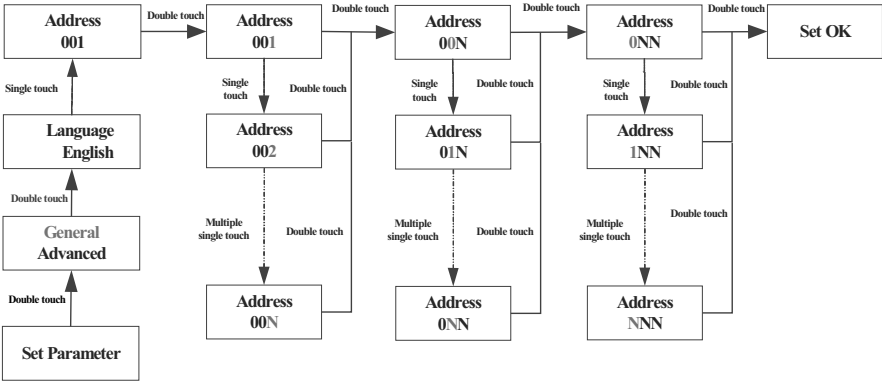 Address
001
Double touch
Address
001
Double touch
Address
00N
Double touch
Address
0NN
Double touch
Set OK
Single touch
Single
touch
Double touch
Single
touch
Double touch
Single
touch
Double touch
Language
English
Address
002
Address
01N
Address
1NN
Double touch
General
Advanced
Multiple
single touch
Double touch
Multiple
single touch
Double touch
Multiple
single touch
Double touch
Double touch
Address
00N
Address
0NN
Address
NNN
Set Parameter